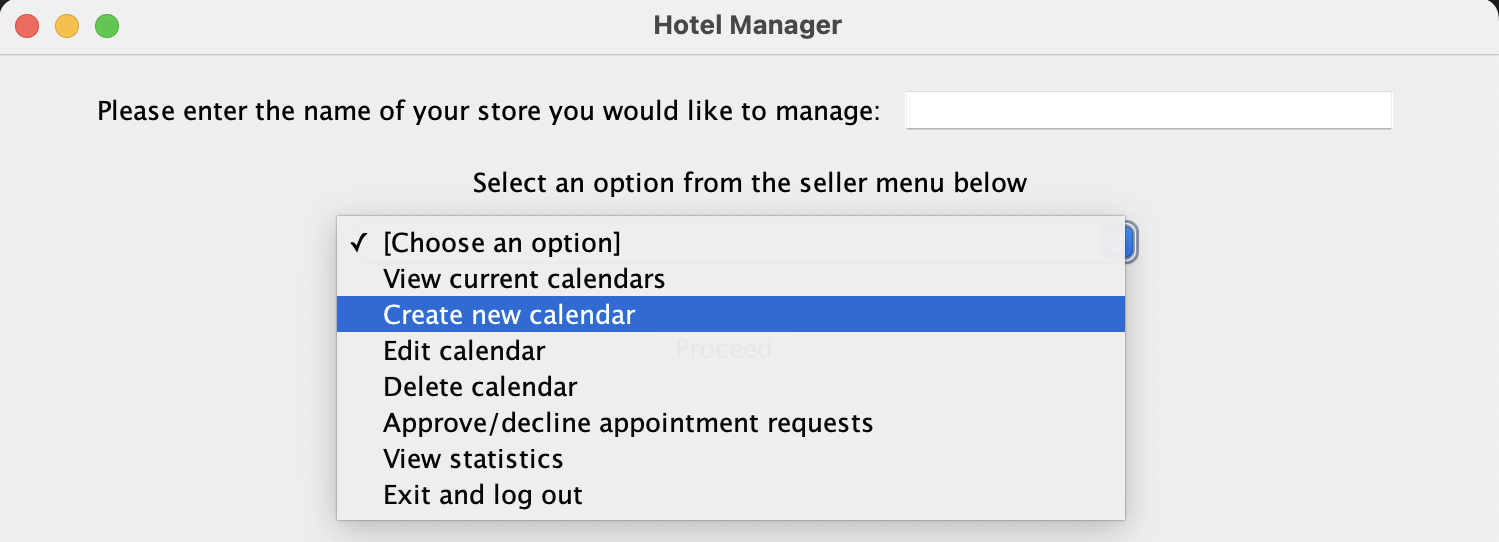 Hotel Manager
Please enter the name of your store you would like to manage:
Select an option from the seller menu below
✓ [Choose an option]
View current calendars
Create new calendar
Edit calendar
Proceed
Delete calendar
Approve/decline appointment requests
View statistics
Exit and log out